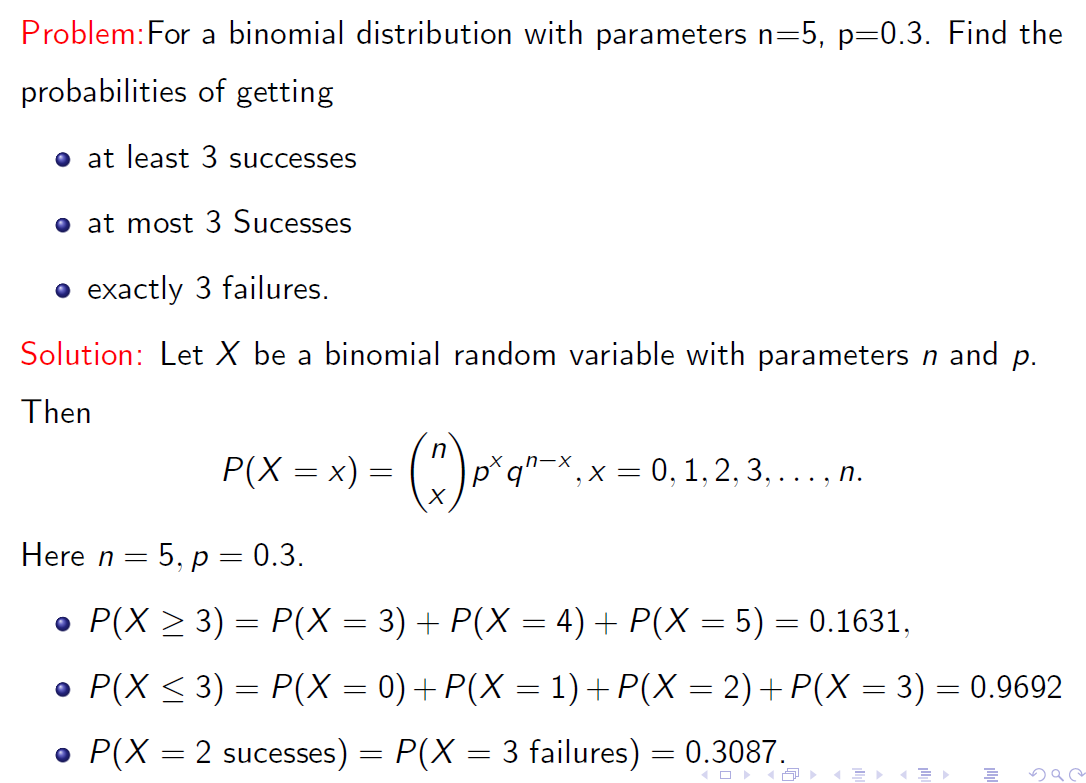 Problem:For a binomial distribution with parameters n=5, p=0.3. Find the
probabilities of getting
at least 3 successes
at most 3 Sucesses
exactly 3 failures.
Solution: Let X be a binomial random variable with parameters n and p.
Then
P(X = x) = \binom{n}{x} p^x q^{n−x}, x = 0, 1, 2, 3, . . . , n.
Here n = 5, p = 0.3.
P(X ≥ 3) = P(X = 3) + P(X = 4) + P(X = 5) = 0.1631,
P(X ≤ 3) = P(X = 0) + P(X = 1) + P(X = 2) + P(X = 3) = 0.9692
P(X = 2 sucesses) = P(X = 3 failures) = 0.3087.